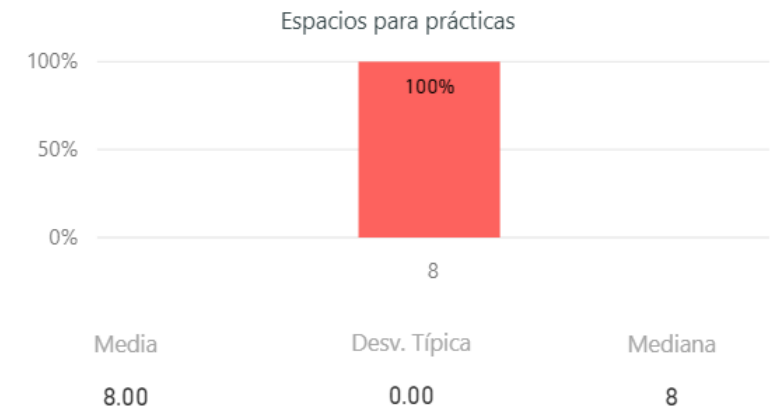 Espacios para prácticas
100%
100%
50%
0%
8
Media Desv. Típica Mediana
8.00 0.00 8